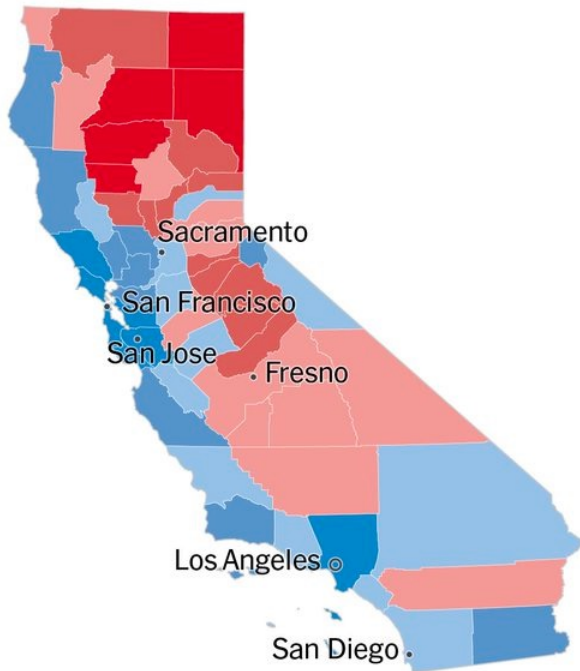 Sacramento
San Francisco
San Jose
Fresno
Los Angeles
San Diego